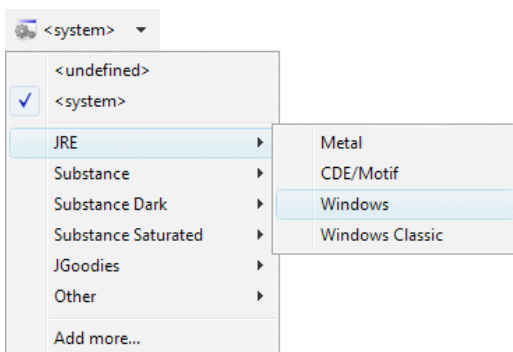 <system>
<undefined>
<system>
JRE
Substance
Substance Dark
Substance Saturated
JGoodies
Other
Add more...
Metal
CDE/Motif
Windows
Windows Classic